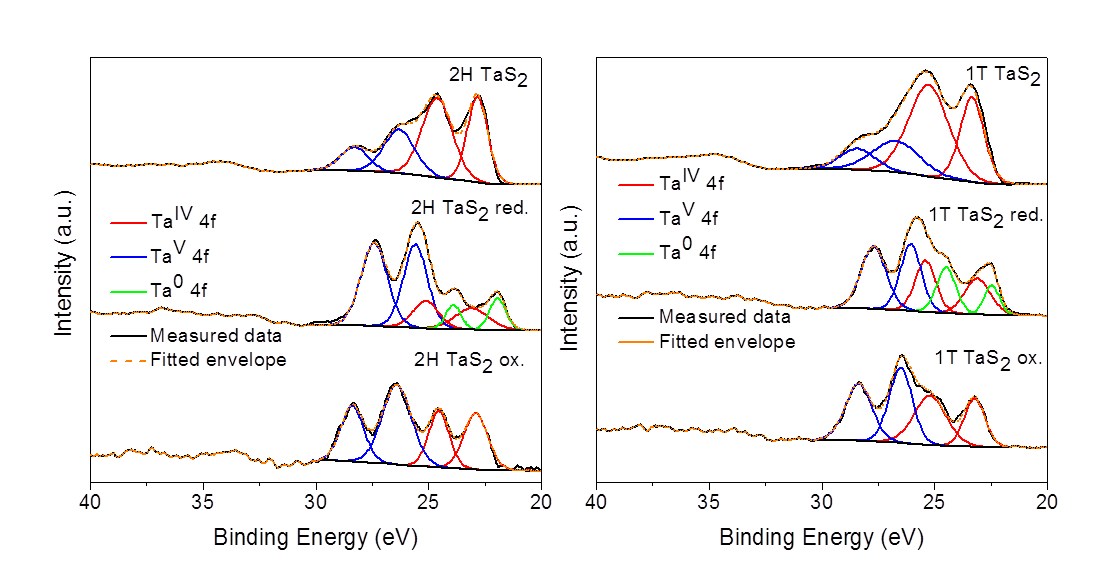 2H TaS2
Ta^IV 4f
Ta^V 4f
Ta^0 4f
2H TaS2 red.
Measured data
Fitted envelope
2H TaS2 ox.
Intensity (a.u.)
40 35 30 25 20
Binding Energy (eV)
1T TaS2
Ta^IV 4f
Ta^V 4f
Ta^0 4f
1T TaS2 red.
Measured data
Fitted envelope
1T TaS2 ox.
Intensity (a.u.)
40 35 30 25 20
Binding Energy (eV)